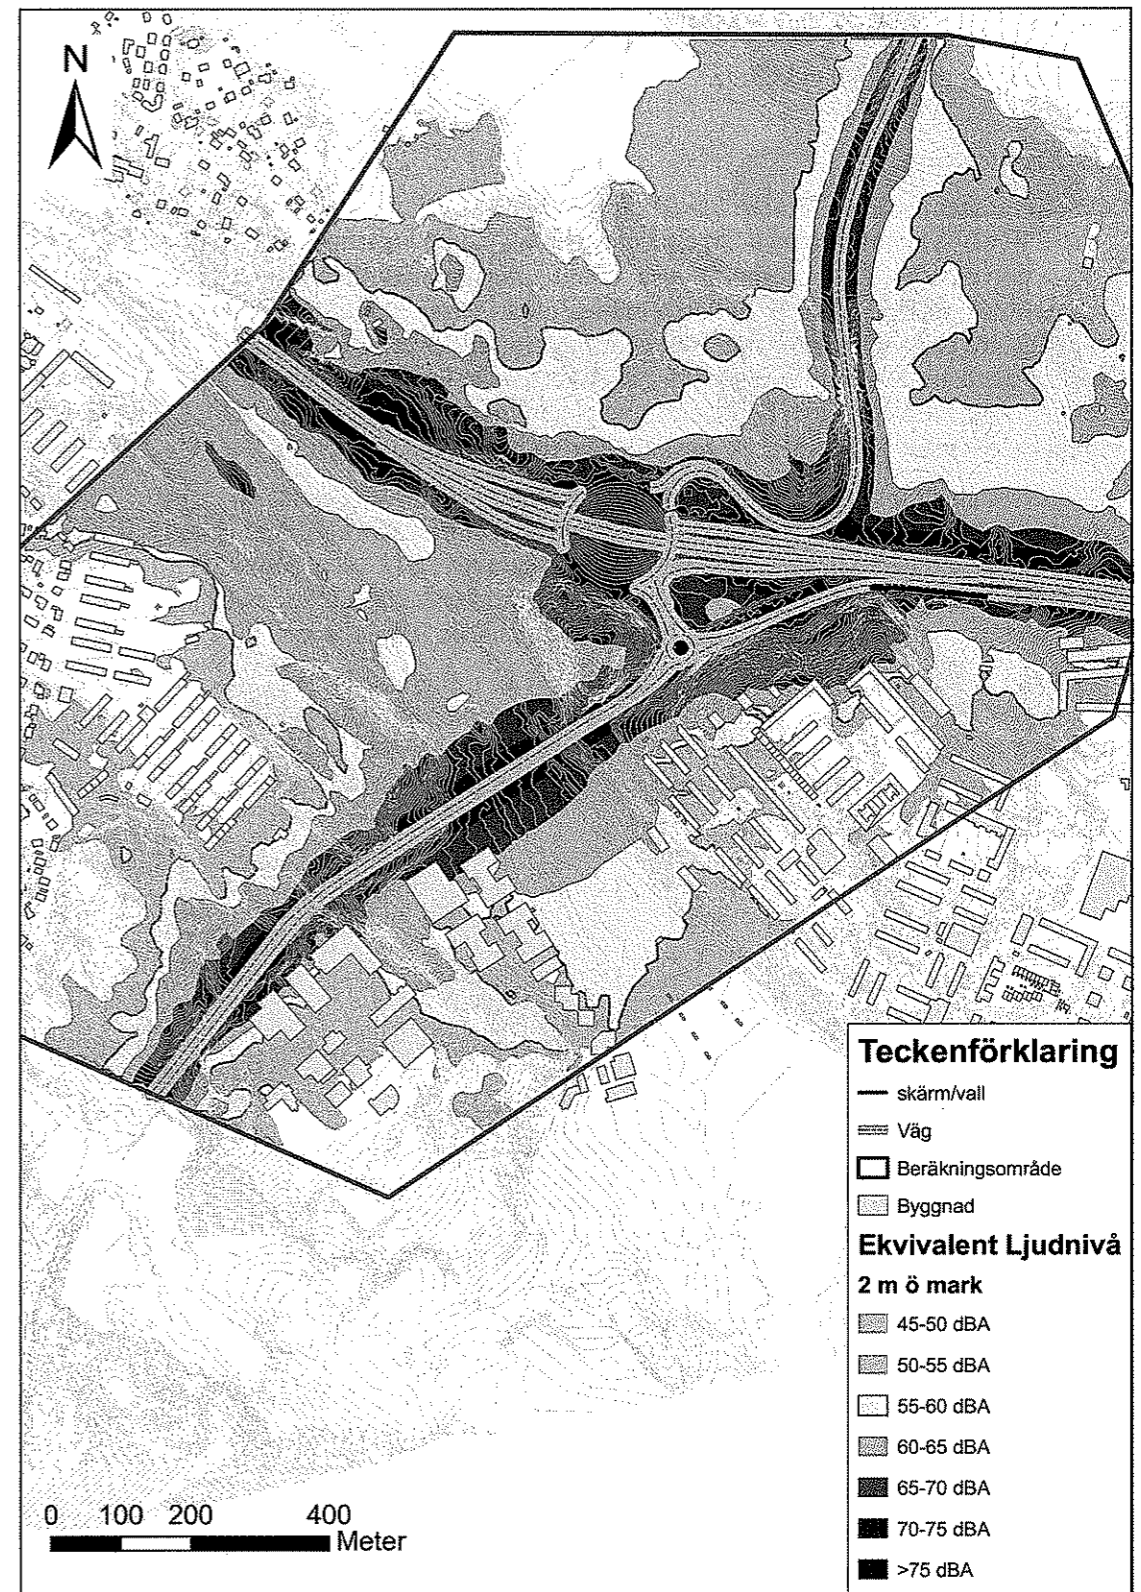 N
Teckenförklaring
skärm/vall
Väg
Beräkningsområde
Byggnad
Ekvivalent Ljudnivå
2 m ö mark
45-50 dBA
50-55 dBA
55-60 dBA
60-65 dBA
65-70 dBA
70-75 dBA
>75 dBA
0 100 200 400
Meter